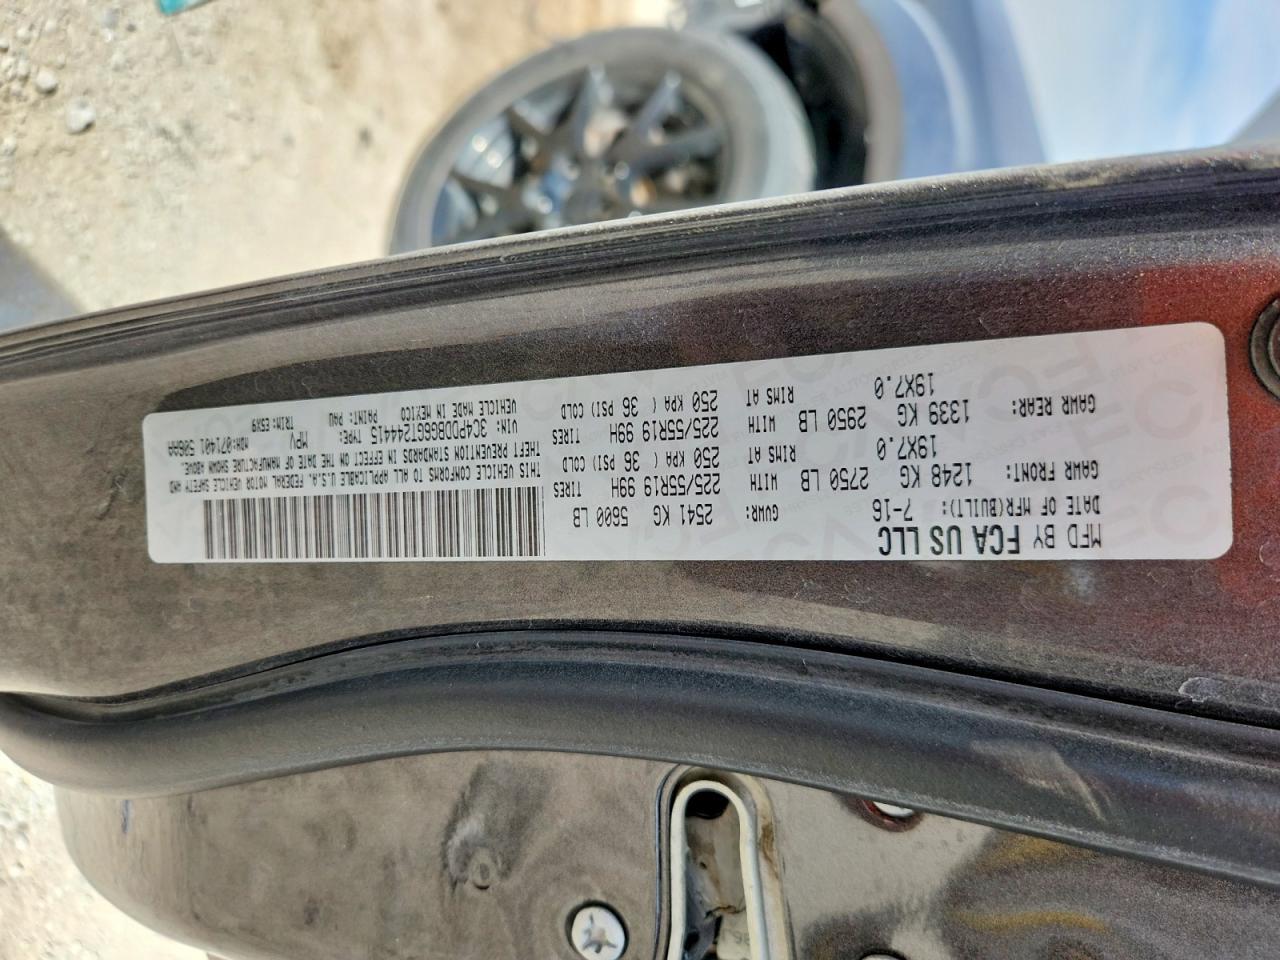 MFD BY FCA US LLC
DATE OF MFR(BUILT): 7-16 GVWR: 2541 KG 5600 LB
GAWR FRONT: 1248 KG 2750 LB WITH TIRES 225/55R19 99H
19X7.0 RIMS AT 250 KPA ( 36 PSI) COLD
GAWR REAR: 1339 KG 2950 LB WITH TIRES 225/55R19 99H
19X7.0 RIMS AT 250 KPA ( 36 PSI) COLD
THIS VEHICLE CONFORMS TO ALL APPLICABLE U.S.A. FEDERAL MOTOR VEHICLE SAFETY AND
THEFT PREVENTION STANDARDS IN EFFECT ON THE DATE OF MANUFACTURE SHOWN ABOVE.
VIN: 3C4PDDBG6GT244415 TYPE: MPV MDH:071401 508AA
VEHICLE MADE IN MEXICO PAINT: PAU TRIM:E5X9